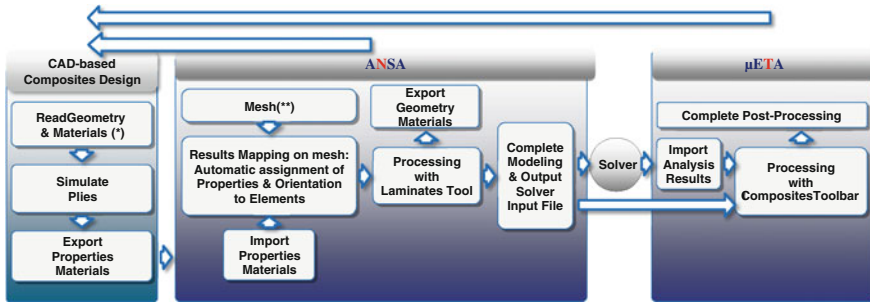 CAD-based
Composites Design
ReadGeometry
& Materials (*)
Simulate
Plies
Export
Properties
Materials
ANSA
Mesh(**)
Results Mapping on mesh:
Automatic assignment of
Properties & Orientation
to Elements
Import
Properties
Materials
Export
Geometry
Materials
Processing
with
Laminates Tool
Complete
Modeling
& Output
Solver
Input File
Solver
µETA
Complete Post-Processing
Import
Analysis
Results
Processing
with
CompositesToolbar